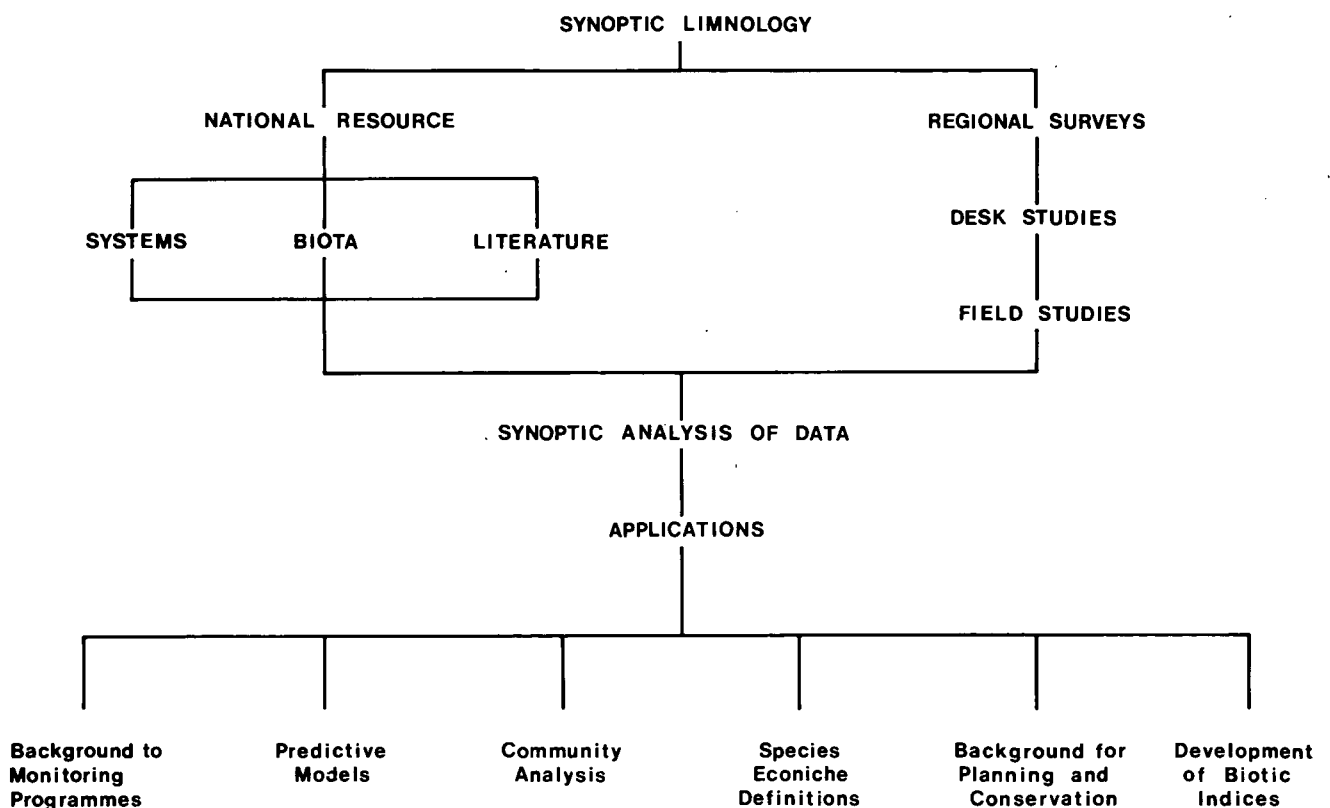 SYNOPTIC LIMNOLOGY
NATIONAL RESOURCE
REGIONAL SURVEYS
SYSTEMS
BIOTA
LITERATURE
DESK STUDIES
FIELD STUDIES
SYNOPTIC ANALYSIS OF DATA
APPLICATIONS
Background to
Monitoring
Programmes
Predictive
Models
Community
Analysis
Species
Econiche
Definitions
Background for
Planning and
Conservation
Development
of Biotic
Indices